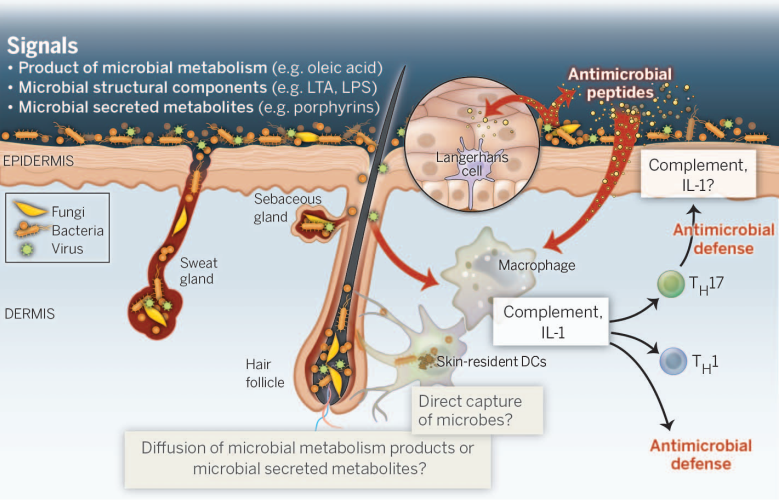 Signals
• Product of microbial metabolism (e.g. oleic acid)
• Microbial structural components (e.g. LTA, LPS)
• Microbial secreted metabolites (e.g. porphyrins)
Antimicrobial
peptides
EPIDERMIS
Langerhans
cell
Complement,
IL-1?
Fungi
Bacteria
Virus
Sebaceous
gland
Antimicrobial
defense
Sweat
gland
Macrophage
TH17
DERMIS
Complement,
IL-1
Hair
follicle
Skin-resident DCs
TH1
Direct capture
of microbes?
Diffusion of microbial metabolism products or
microbial secreted metabolites?
Antimicrobial
defense